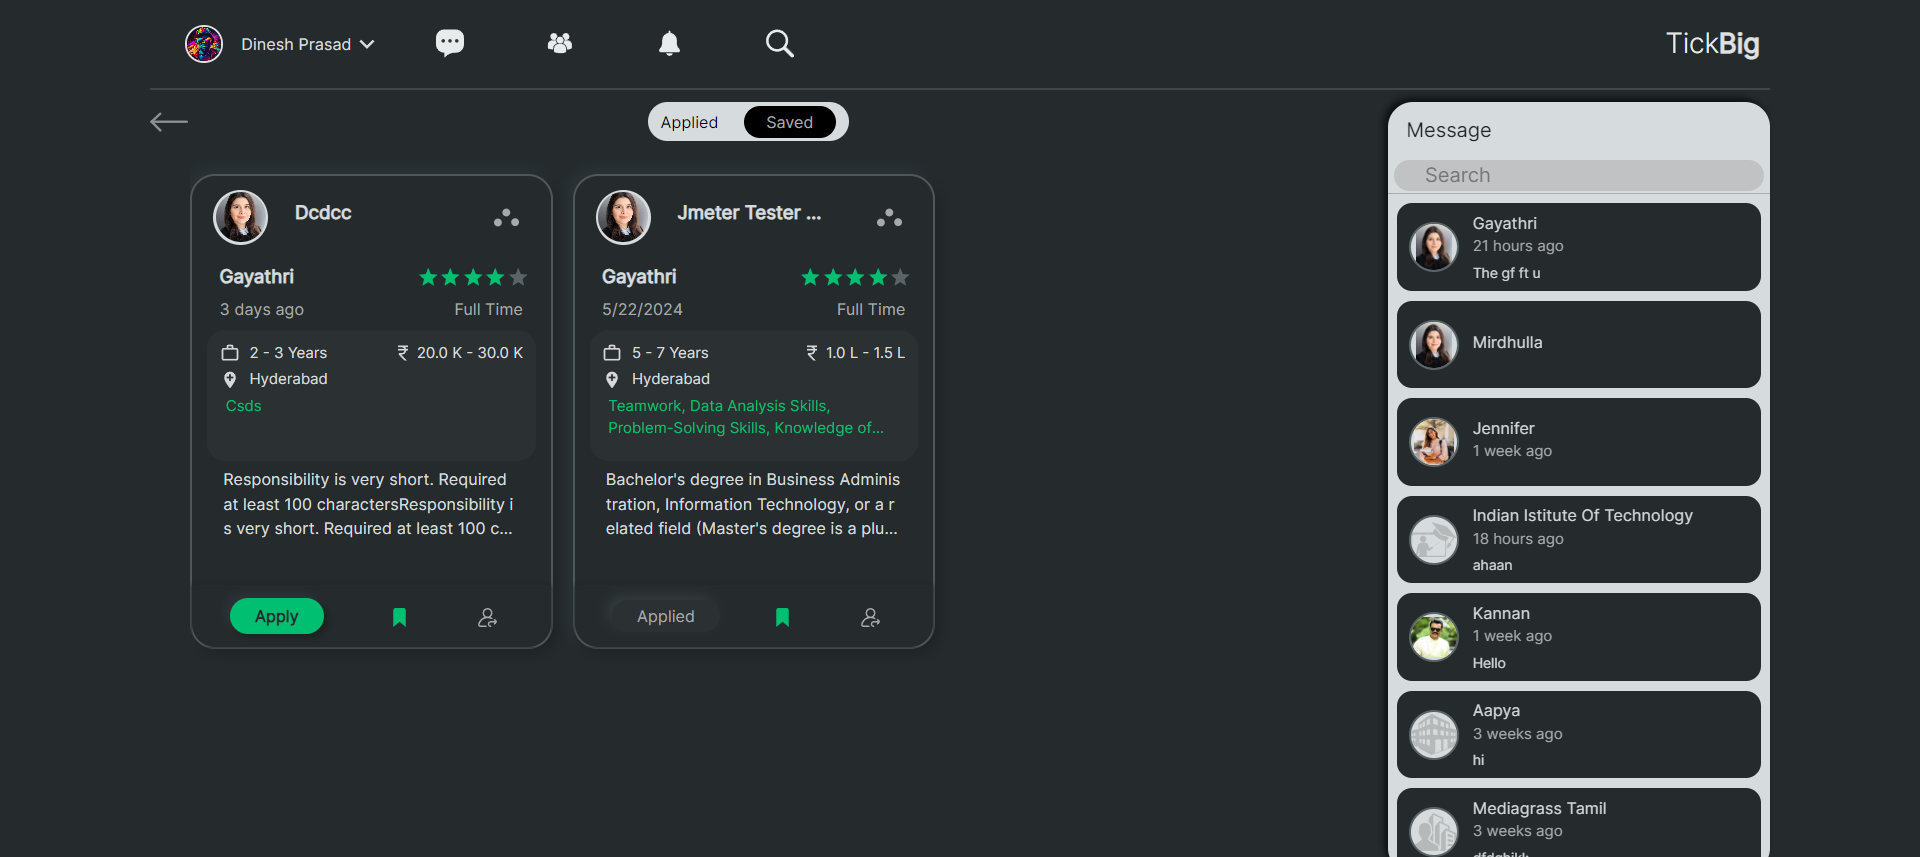 Dinesh Prasad
TickBig
Applied
Saved
Dcdcc
Gayathri
3 days ago
Full Time
2 - 3 Years
₹ 20.0 K - 30.0 K
Hyderabad
Csds
Responsibility is very short. Required
at least 100 charactersResponsibility i
s very short. Required at least 100 c...
Apply
Jmeter Tester ...
Gayathri
5/22/2024
Full Time
5 - 7 Years
₹ 1.0 L - 1.5 L
Hyderabad
Teamwork, Data Analysis Skills,
Problem-Solving Skills, Knowledge of...
Bachelor's degree in Business Adminis
tration, Information Technology, or a r
elated field (Master's degree is a plu...
Applied
Message
Search
Gayathri
21 hours ago
The gf ft u
Mirdhulla
Jennifer
1 week ago
Indian Istitute Of Technology
18 hours ago
ahaan
Kannan
1 week ago
Hello
Aapya
3 weeks ago
hi
Mediagrass Tamil
3 weeks ago